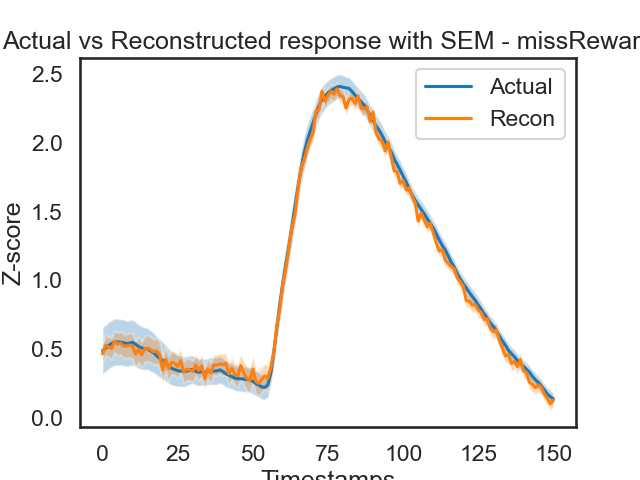 Actual vs Reconstructed response with SEM - missRewar
Actual
Recon
Z-score
2.5
2.0
1.5
1.0
0.5
0.0
0 25 50 75 100 125 150
Timestamps